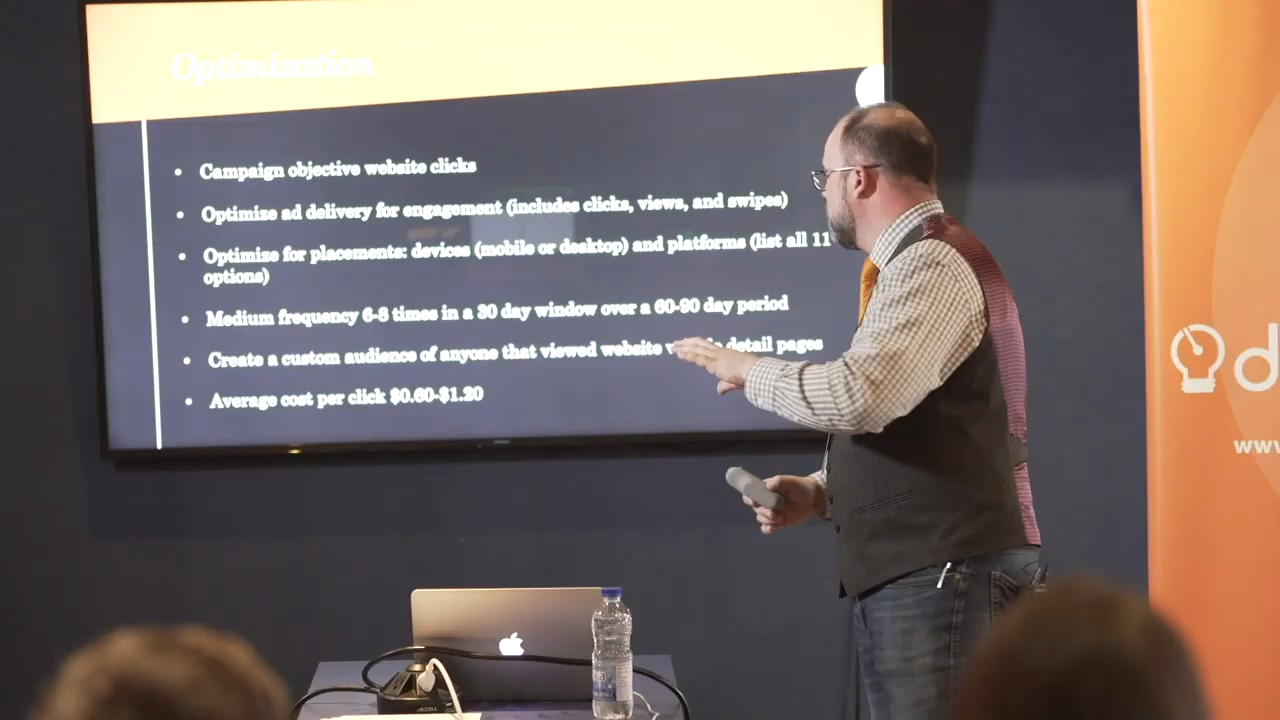 Optimization
• Campaign objective website clicks
• Optimize ad delivery for engagement (includes clicks, views, and swipes)
• Optimize for placements: devices (mobile or desktop) and platforms (list all 11
options)
• Medium frequency 6-8 times in a 30 day window over a 60-90 day period
• Create a custom audience of anyone that viewed website detail pages
• Average cost per click $0.60-$1.20
d
www